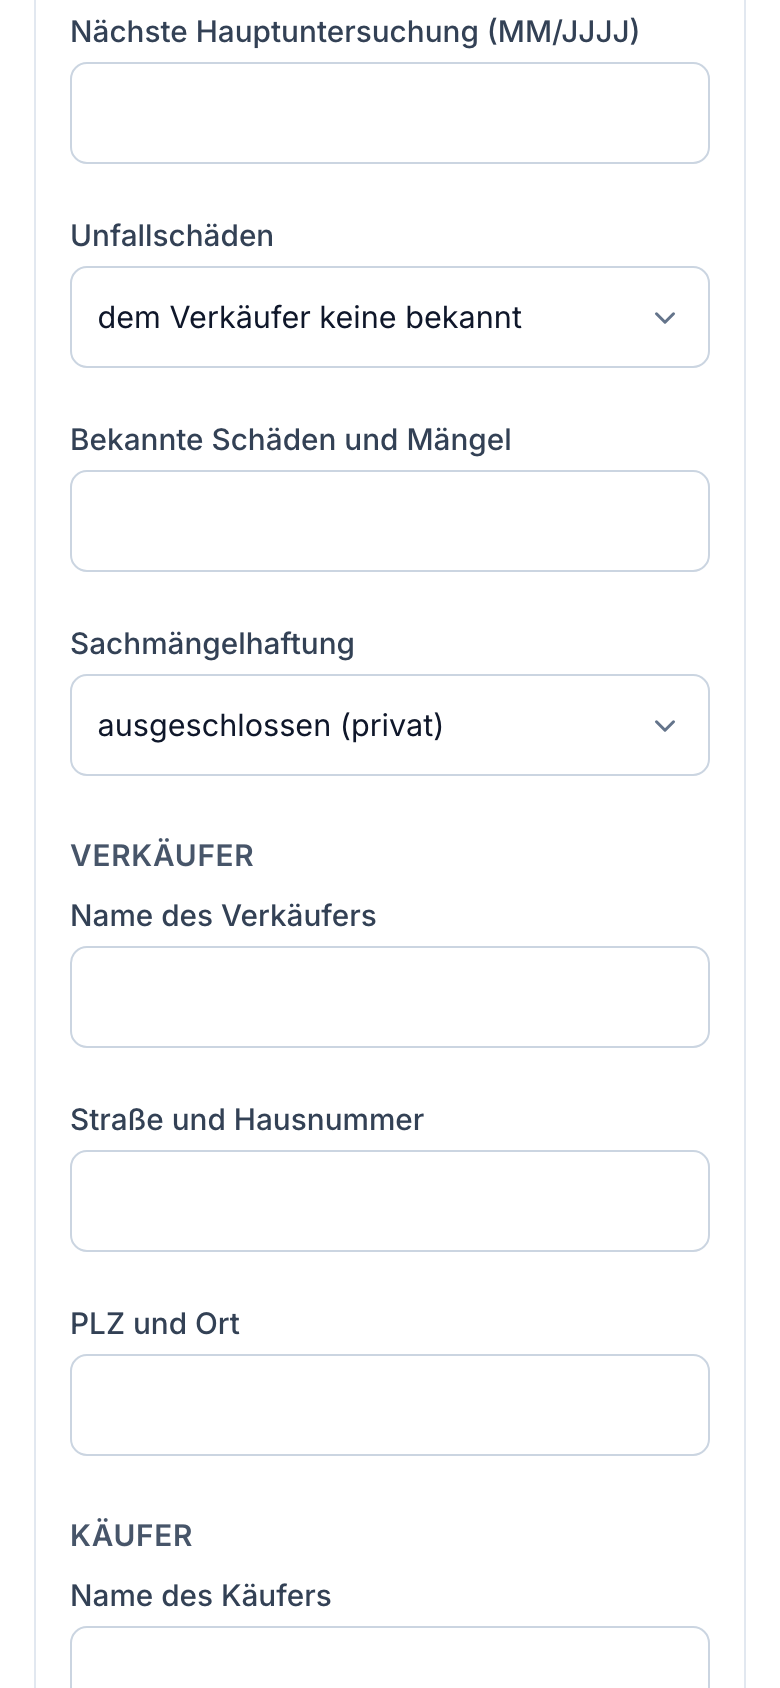 Nächste Hauptuntersuchung (MM/JJJJ)
Unfallschäden
dem Verkäufer keine bekannt
Bekannte Schäden und Mängel
Sachmängelhaftung
ausgeschlossen (privat)
VERKÄUFER
Name des Verkäufers
Straße und Hausnummer
PLZ und Ort
KÄUFER
Name des Käufers